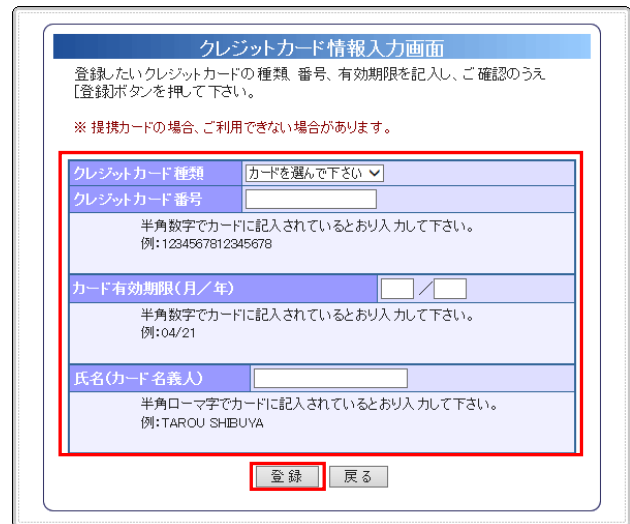 クレジットカード情報入力画面
登録したいクレジットカードの種類、番号、有効期限を記入し、ご確認のうえ
[登録]ボタンを押して下さい。
※ 提携カードの場合、ご利用できない場合があります。
クレジットカード種類 カードを選んで下さい
クレジットカード番号
半角数字でカードに記入されているとおり入力して下さい。
例:1234567812345678
カード有効期限(月/年) /
半角数字でカードに記入されているとおり入力して下さい。
例:04/21
氏名(カード名義人)
半角ローマ字でカードに記入されているとおり入力して下さい。
例:TAROU SHIBUYA
登録 戻る